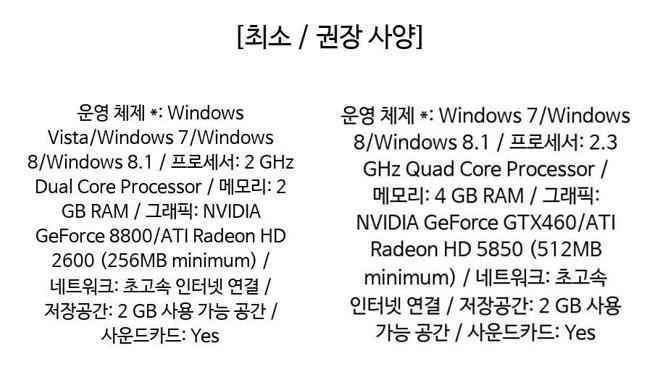 [최소 / 권장 사양]
운영 체제 *: Windows
Vista/Windows 7/Windows
8/Windows 8.1 / 프로세서: 2 GHz
Dual Core Processor / 메모리: 2
GB RAM / 그래픽: NVIDIA
GeForce 8800/ATI Radeon HD
2600 (256MB minimum) /
네트워크: 초고속 인터넷 연결 /
저장공간: 2 GB 사용 가능 공간 /
사운드카드: Yes
운영 체제 *: Windows 7/Windows
8/Windows 8.1 / 프로세서: 2.3
GHz Quad Core Processor /
메모리: 4 GB RAM / 그래픽:
NVIDIA GeForce GTX460/ATI
Radeon HD 5850 (512MB
minimum) / 네트워크: 초고속
인터넷 연결 / 저장공간: 2 GB 사용
가능 공간 / 사운드카드: Yes